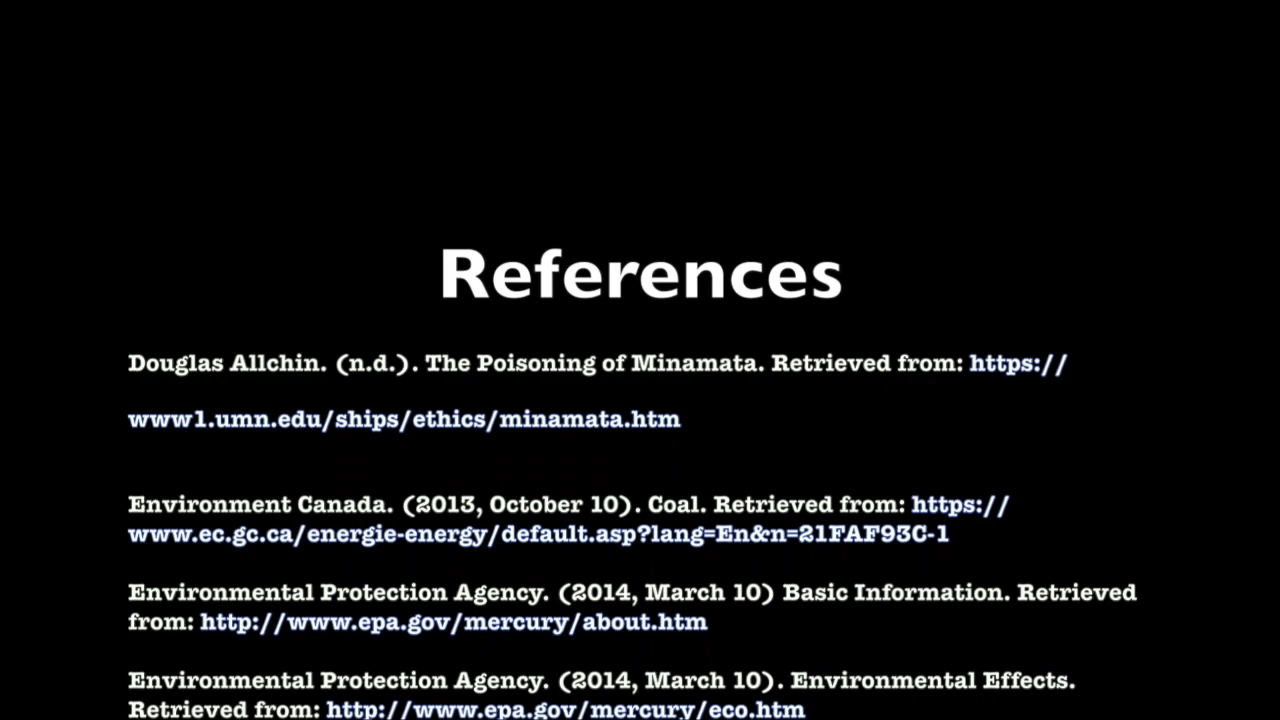 References
Douglas Allchin. (n.d.). The Poisoning of Minamata. Retrieved from: https://
www1.umn.edu/ships/ethics/minamata.htm
Environment Canada. (2013, October 10). Coal. Retrieved from: https://
www.ec.gc.ca/energie-energy/default.asp?lang=En&n=21FAF93C-1
Environmental Protection Agency. (2014, March 10) Basic Information. Retrieved
from: http://www.epa.gov/mercury/about.htm
Environmental Protection Agency. (2014, March 10). Environmental Effects.
Retrieved from: http://www.epa.gov/mercury/eco.htm